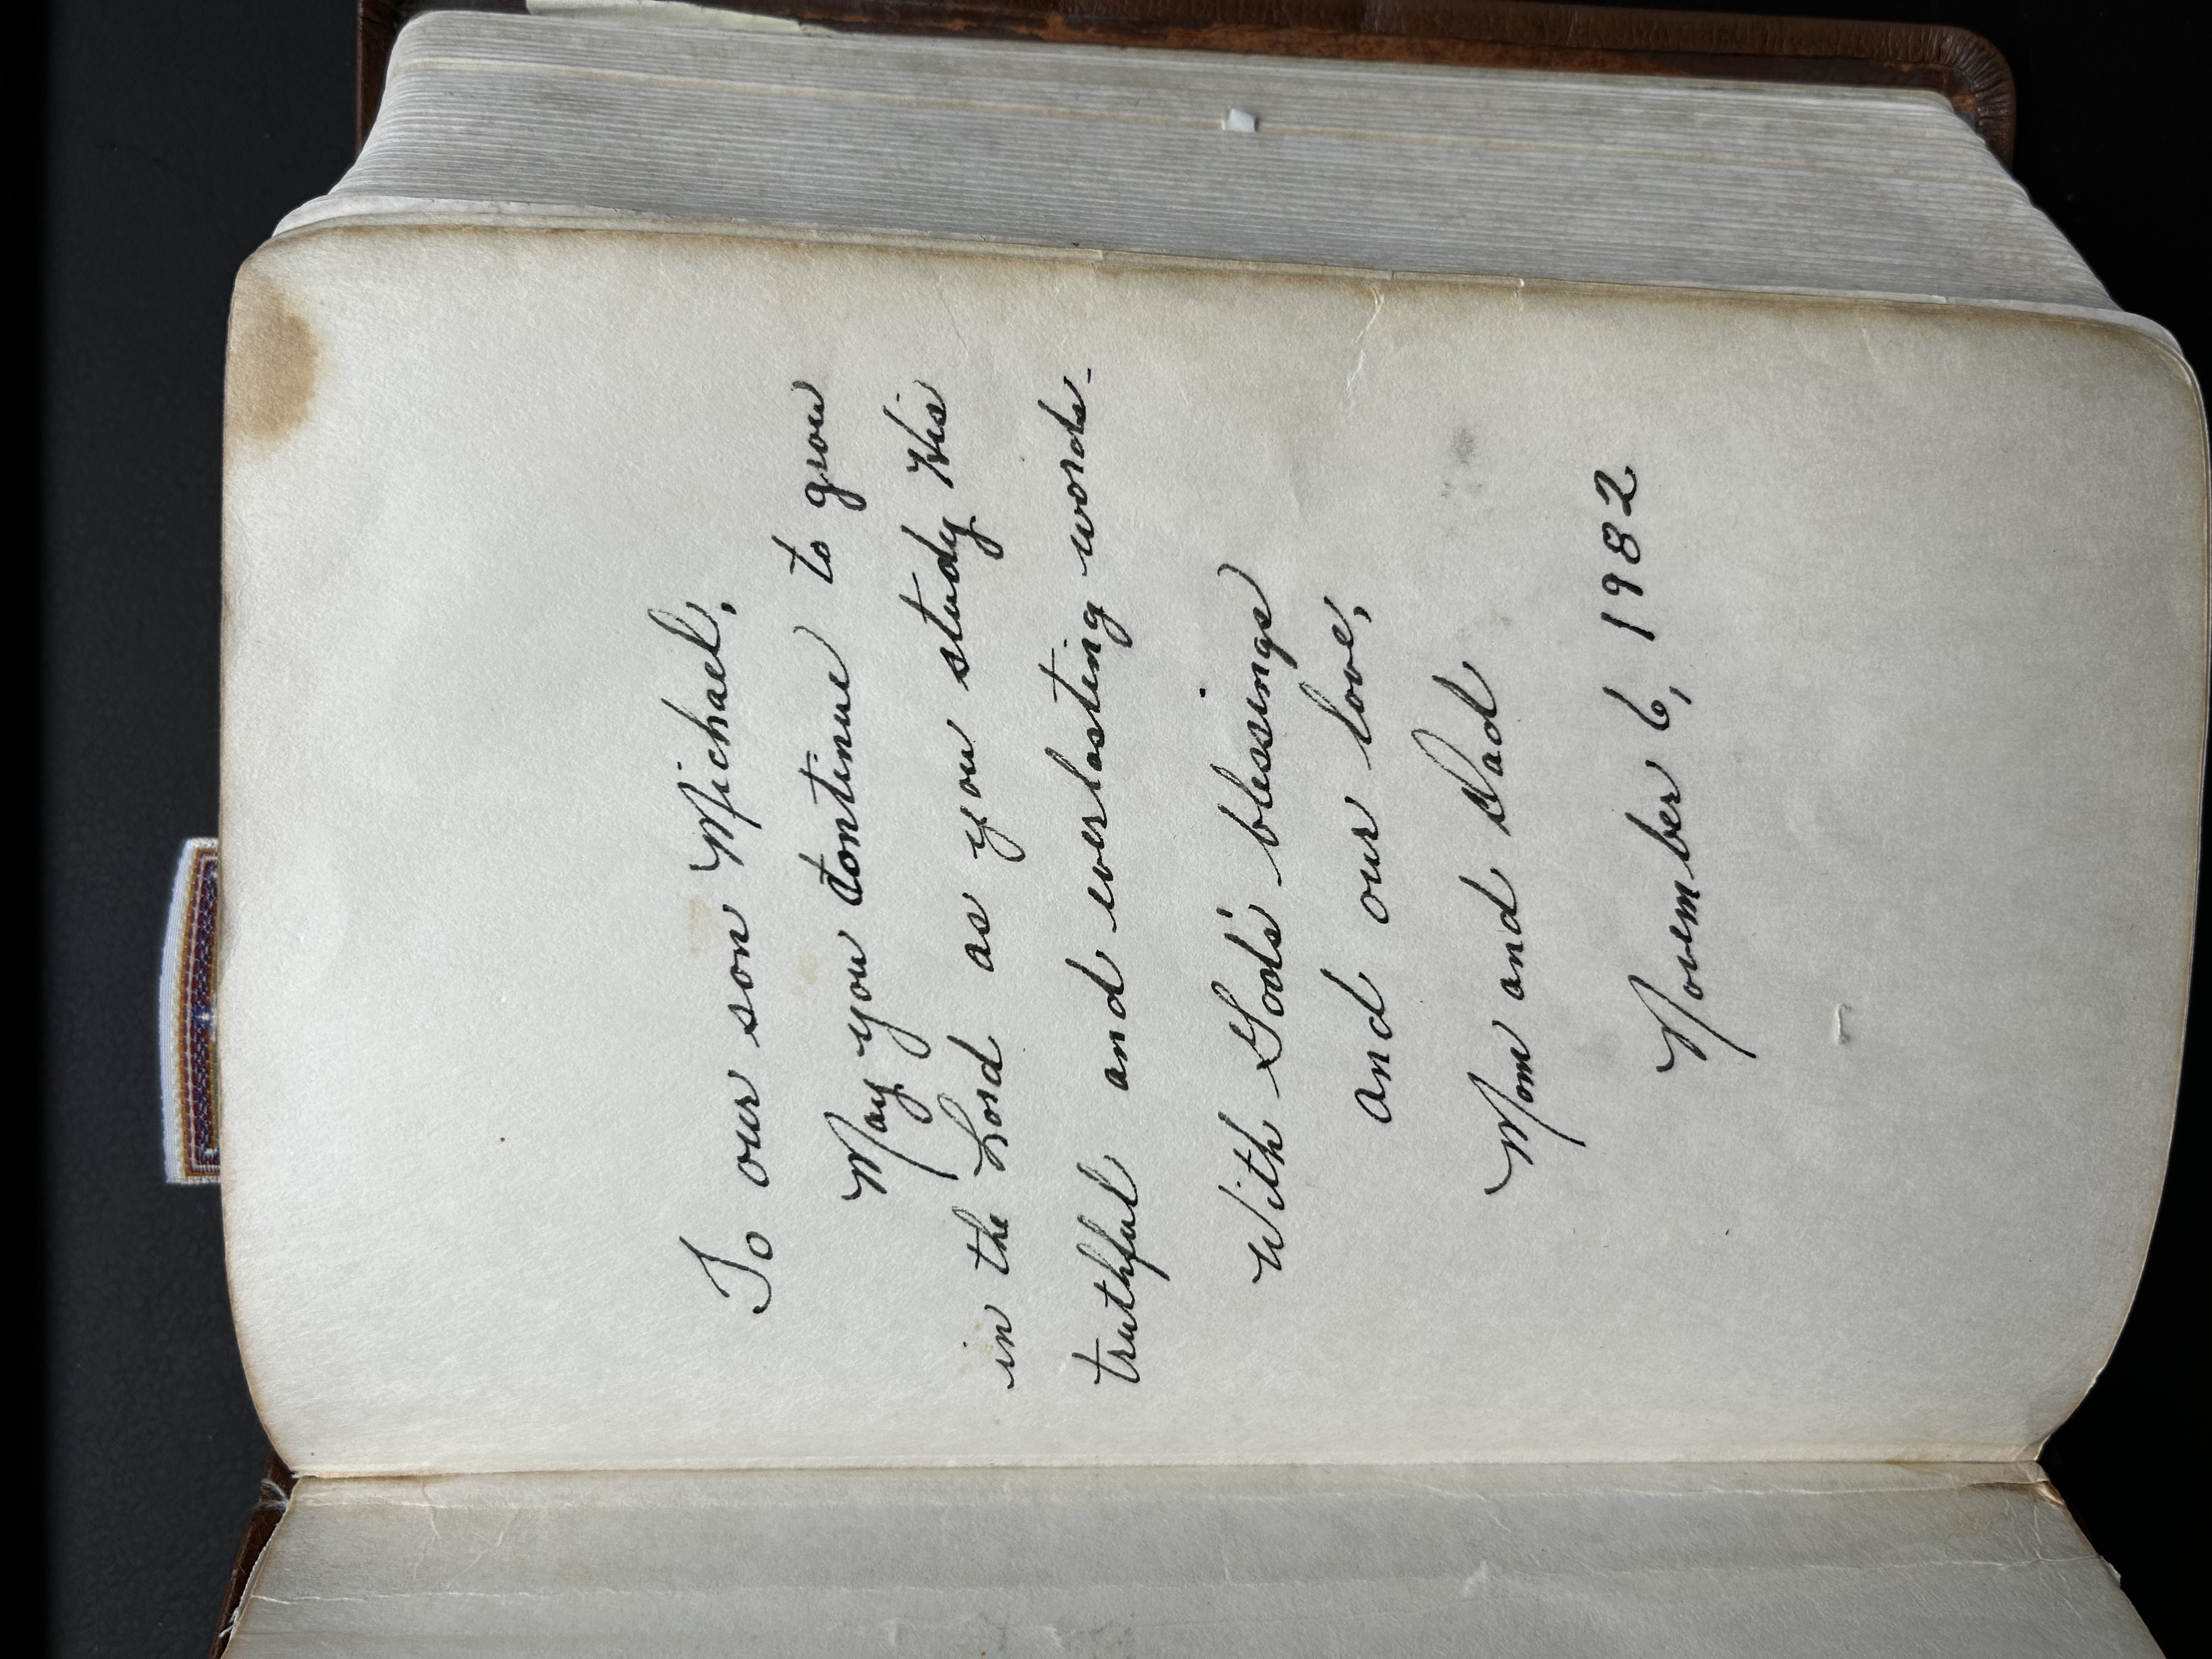 To our son Michael,
May you continue to grow
in the Lord as you study His
truthful and everlasting words.
With God's blessings
and our love,
Mom and Dad
November 6, 1982